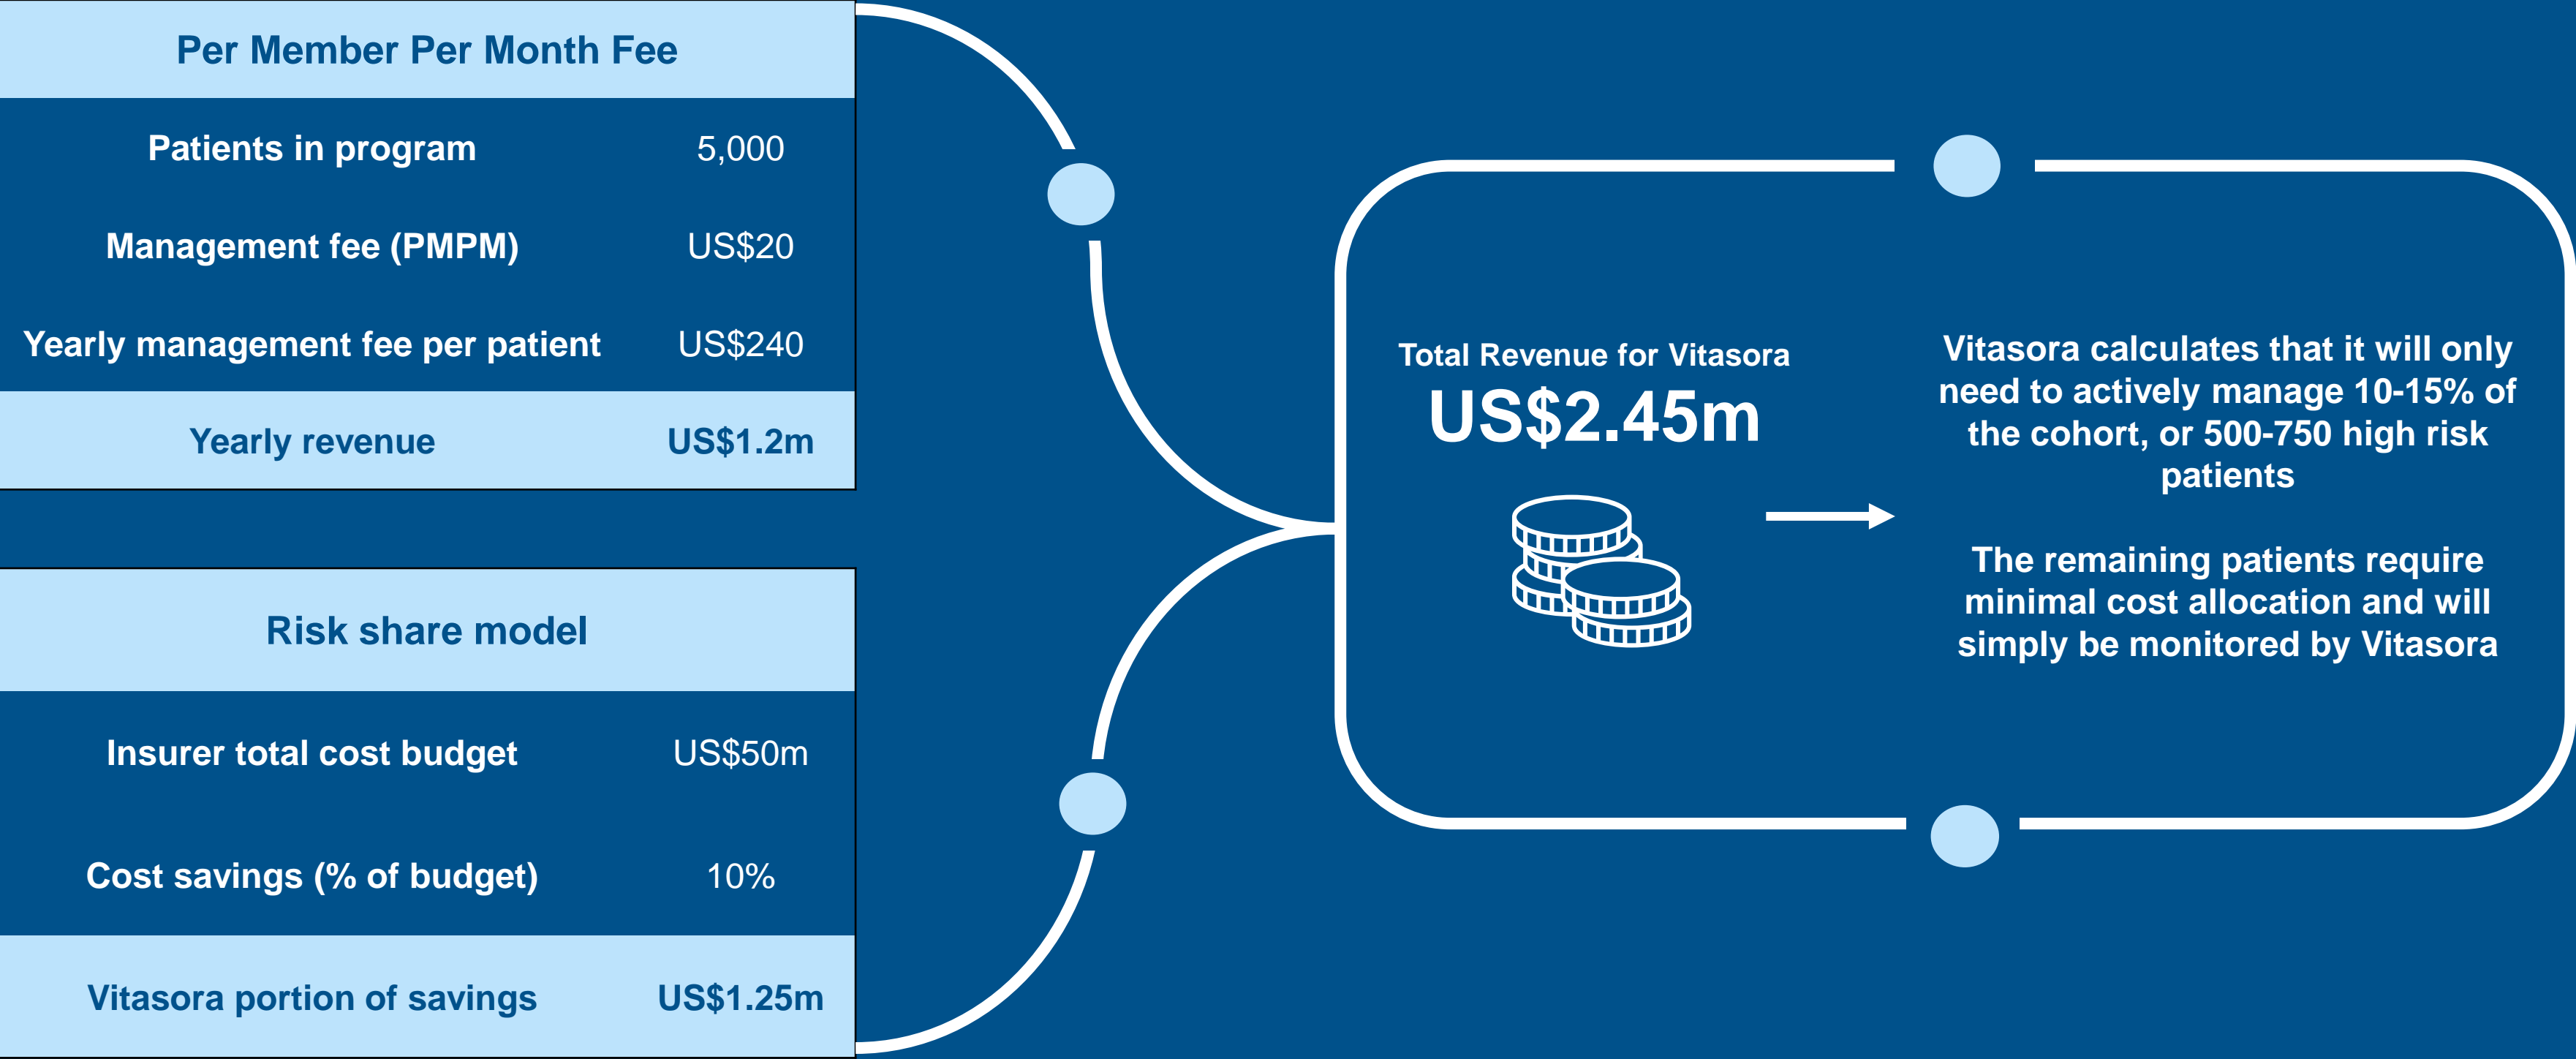 Per Member Per Month Fee
Patients in program 5,000
Management fee (PMPM) US$20
Yearly management fee per patient US$240
Yearly revenue US$1.2m
Risk share model
Insurer total cost budget US$50m
Cost savings (% of budget) 10%
Vitasora portion of savings US$1.25m
Total Revenue for Vitasora
US$2.45m
Vitasora calculates that it will only
need to actively manage 10-15% of
the cohort, or 500-750 high risk
patients
The remaining patients require
minimal cost allocation and will
simply be monitored by Vitasora